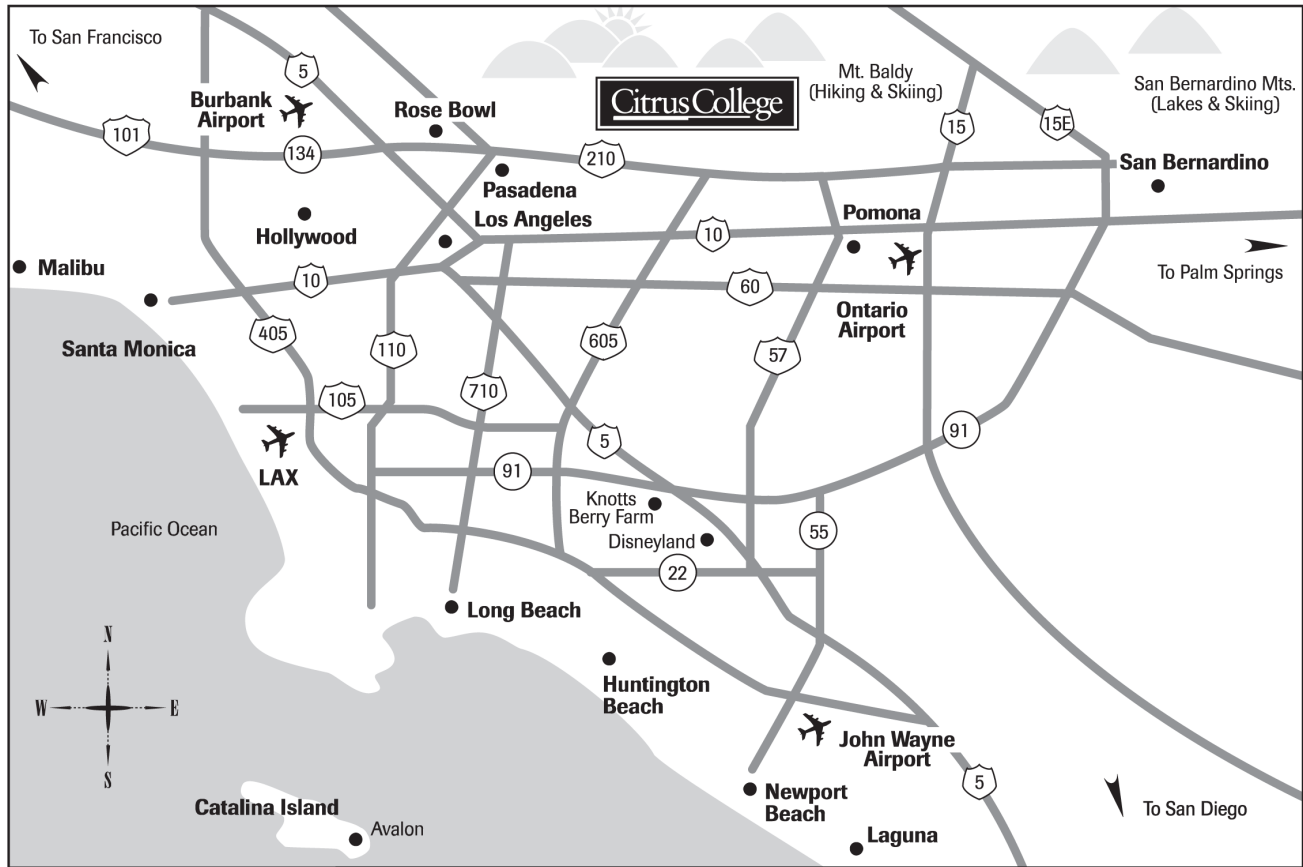 To San Francisco
5
Burbank
Airport
Rose Bowl
CitrusCollege
Mt. Baldy
(Hiking & Skiing)
San Bernardino Mts.
(Lakes & Skiing)
101
134
210
15
15E
San Bernardino
Pasadena
Los Angeles
Hollywood
Pomona
10
Malibu
10
60
To Palm Springs
Ontario
Airport
Santa Monica
405
110
605
57
710
105
5
91
LAX
91
Knotts
Berry Farm
Pacific Ocean
Disneyland
55
22
Long Beach
N
W
E
S
Huntington
Beach
John Wayne
Airport
5
Newport
Beach
Catalina Island
Avalon
To San Diego
Laguna